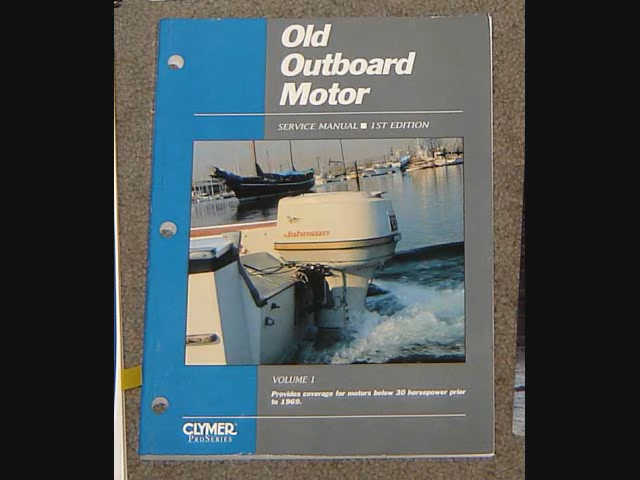 Old
Outboard
Motor
SERVICE MANUAL ■ 1ST EDITION
Johnson
VOLUME 1
Provides coverage for motors below 30 horsepower prior
to 1969.
CLYMER®
PROSERIES